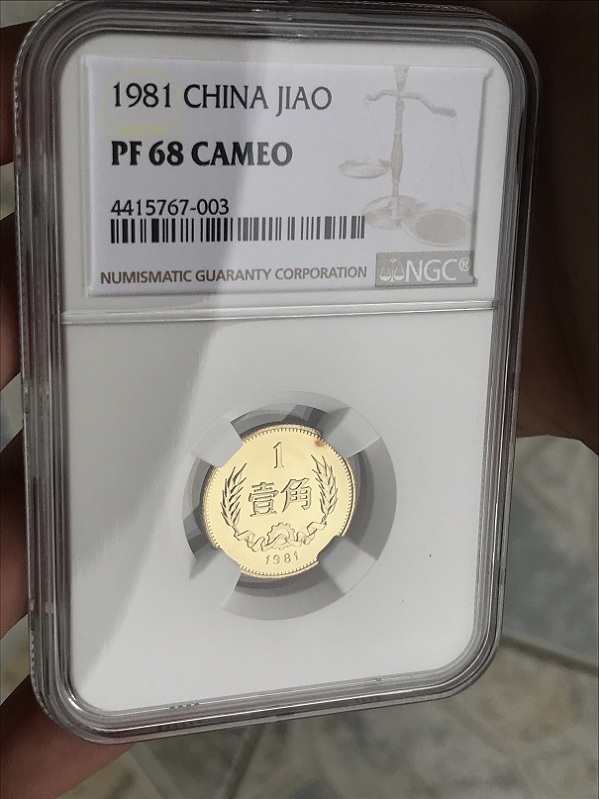 1981 CHINA JIAO
PF 68 CAMEO
4415767-003
NUMISMATIC GUARANTY CORPORATION
NGC®
1
壹角
1981